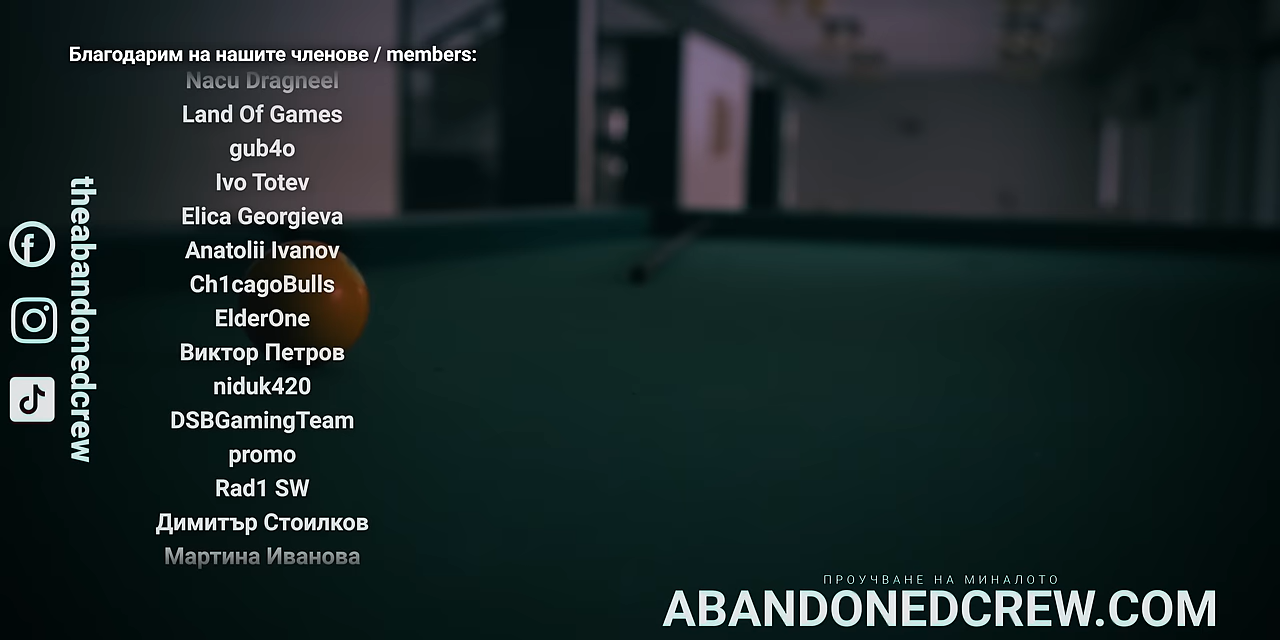 Благодарим на нашите членове / members:
Nacu Dragneel
Land Of Games
gub4o
Ivo Totev
Elica Georgieva
Anatolii Ivanov
Ch1cagoBulls
ElderOne
Виктор Петров
niduk420
DSBGamingTeam
promo
Rad1 SW
Димитър Стоилков
Мартина Иванова
theabandonedcrew
ПРОУЧВАНЕ НА МИНАЛОТО
ABANDONEDCREW.COM